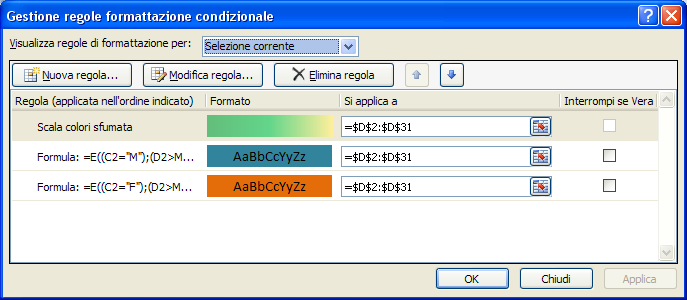 Gestione regole formattazione condizionale
Visualizza regole di formattazione per: Selezione corrente
Nuova regola... Modifica regola... Elimina regola
Regola (applicata nell'ordine indicato) Formato Si applica a Interrompi se Vera
Scala colori sfumata =$D$2:$D$31
Formula: =E((C2="M");(D2>M... AaBbCcYyZz =$D$2:$D$31
Formula: =E((C2="F");(D2>M... AaBbCcYyZz =$D$2:$D$31
OK Chiudi Applica